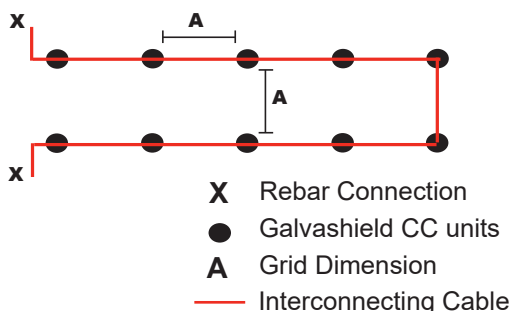 X
A
A
X
X Rebar Connection
Galvashield CC units
A Grid Dimension
Interconnecting Cable